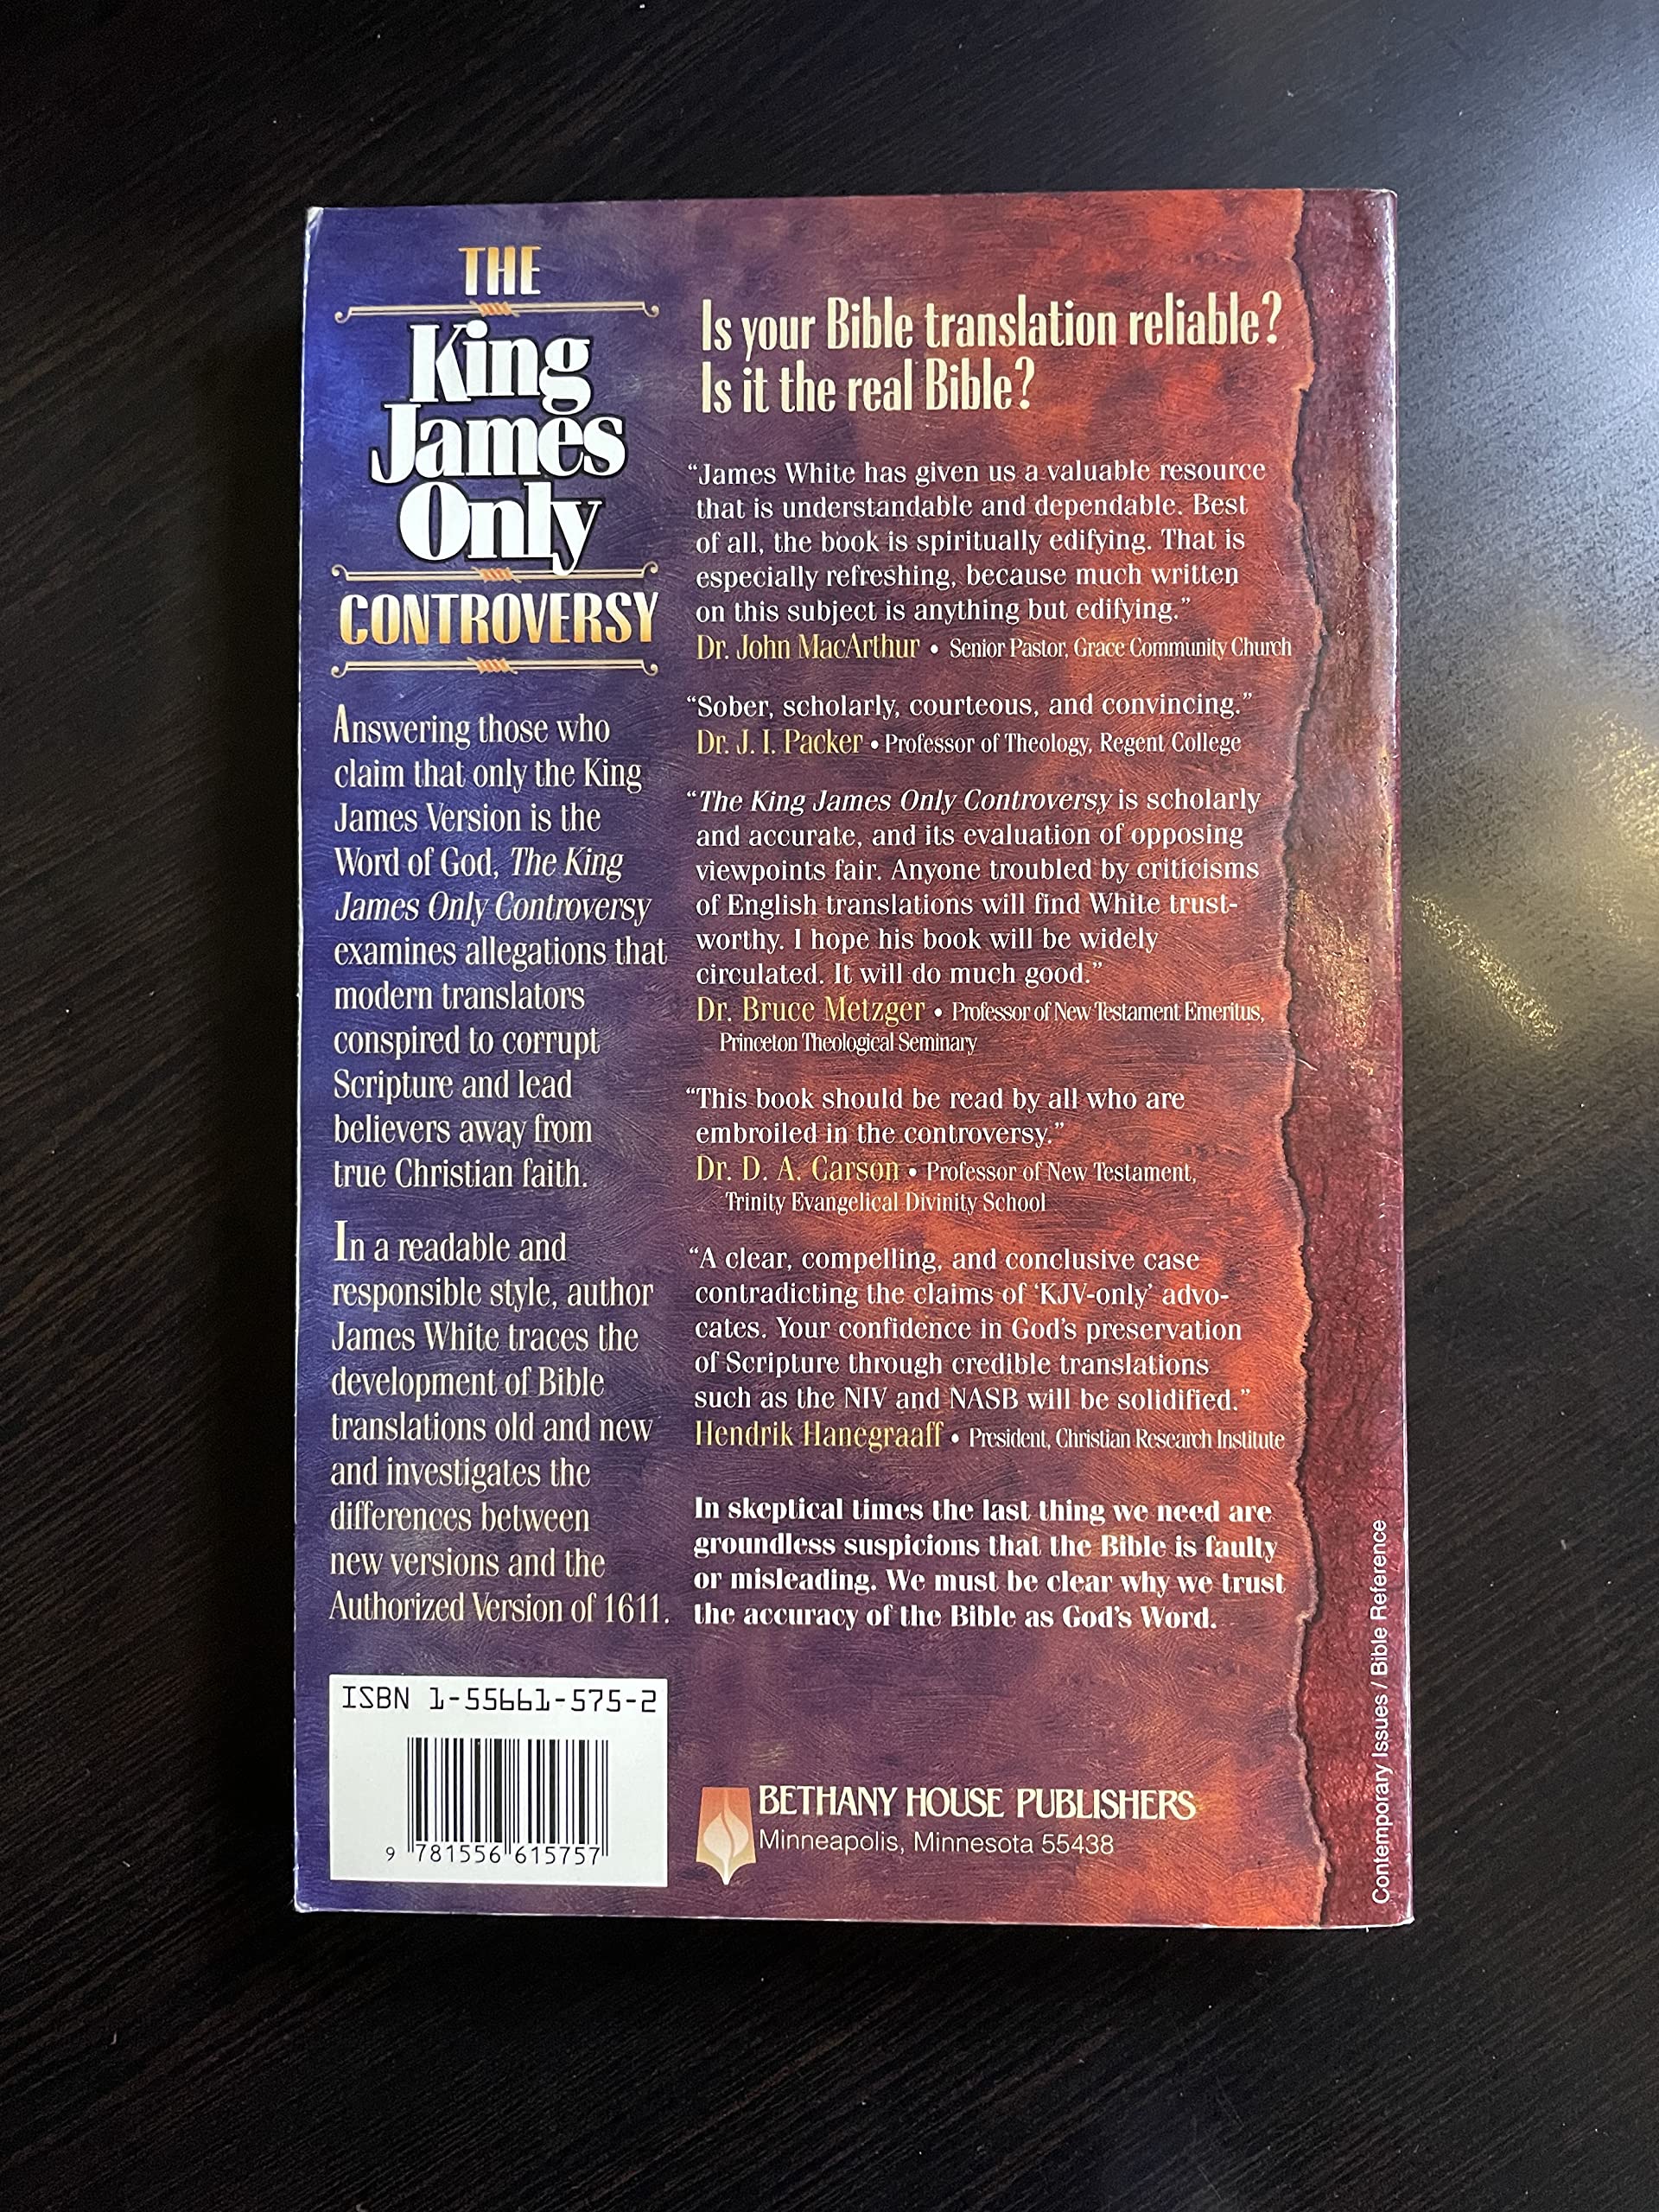 THE
King
James
Only
CONTROVERSY
Answering those who
claim that only the King
James Version is the
Word of God, The King
James Only Controversy
examines allegations that
modern translators
conspired to corrupt
Scripture and lead
believers away from
true Christian faith.
In a readable and
responsible style, author
James White traces the
development of Bible
translations old and new
and investigates the
differences between
new versions and the
Authorized Version of 1611.
ISBN 1-55661-575-2
9 781556 615757
Is your Bible translation reliable?
Is it the real Bible?
“James White has given us a valuable resource
that is understandable and dependable. Best
of all, the book is spiritually edifying. That is
especially refreshing, because much written
on this subject is anything but edifying.”
Dr. John MacArthur • Senior Pastor, Grace Community Church
“Sober, scholarly, courteous, and convincing.”
Dr. J. I. Packer • Professor of Theology, Regent College
“The King James Only Controversy is scholarly
and accurate, and its evaluation of opposing
viewpoints fair. Anyone troubled by criticisms
of English translations will find White trust-
worthy. I hope his book will be widely
circulated. It will do much good.”
Dr. Bruce Metzger • Professor of New Testament Emeritus,
Princeton Theological Seminary
“This book should be read by all who are
embroiled in the controversy.”
Dr. D. A. Carson • Professor of New Testament,
Trinity Evangelical Divinity School
“A clear, compelling, and conclusive case
contradicting the claims of ‘KJV-only’ advo-
cates. Your confidence in God’s preservation
of Scripture through credible translations
such as the NIV and NASB will be solidified.”
Hendrik Hanegraaff • President, Christian Research Institute
In skeptical times the last thing we need are
groundless suspicions that the Bible is faulty
or misleading. We must be clear why we trust
the accuracy of the Bible as God’s Word.
BETHANY HOUSE PUBLISHERS
Minneapolis, Minnesota 55438
Contemporary Issues / Bible Reference